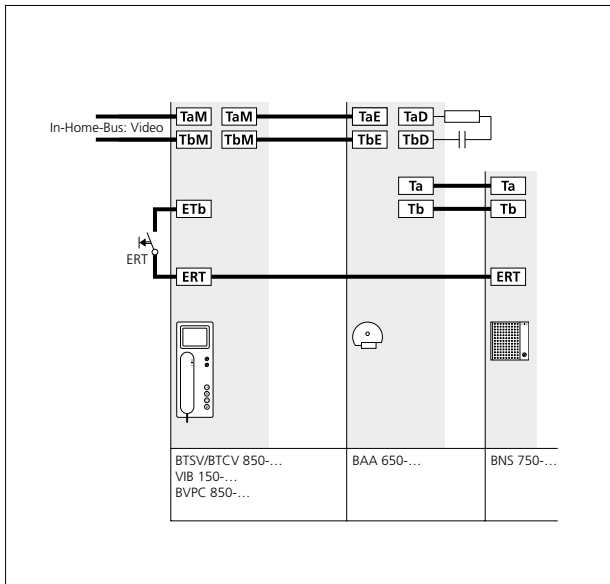 TaM TaM TaE TaD
In-Home-Bus: Video
TbM TbM TbE TbD
Ta Ta
ETb Tb Tb
ERT
ERT ERT
BTSV/BTCV 850-... BAA 650-... BNS 750-...
VIB 150-...
BVPC 850-...